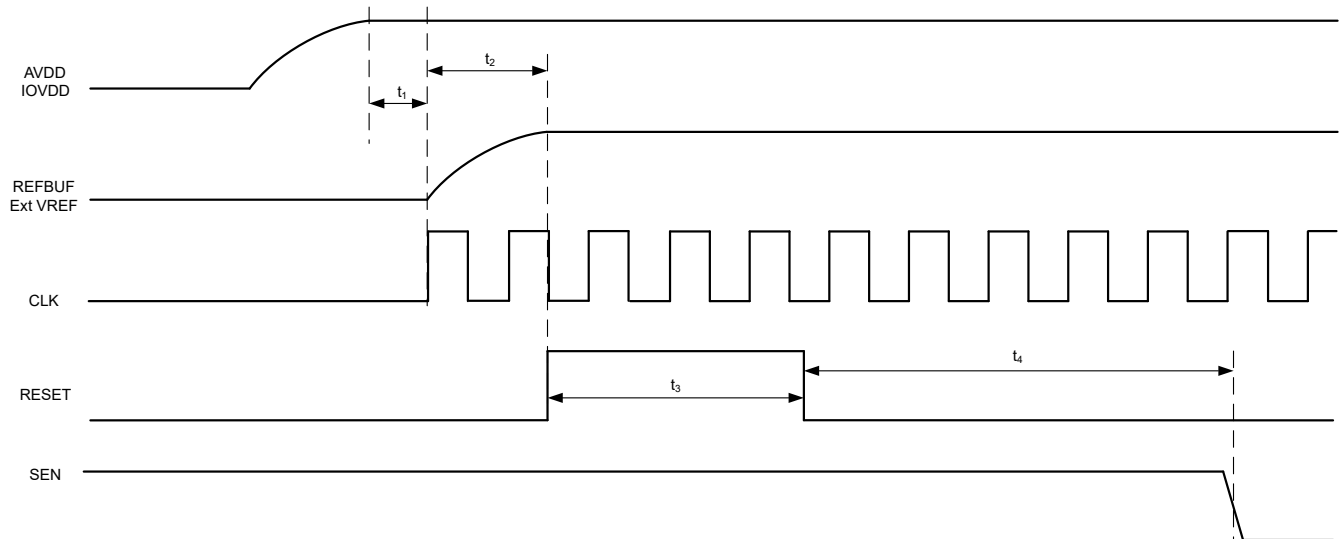 t₂
AVDD
IOVDD
t₁
REFBUF
Ext VREF
CLK
t₄
RESET
t₃
SEN